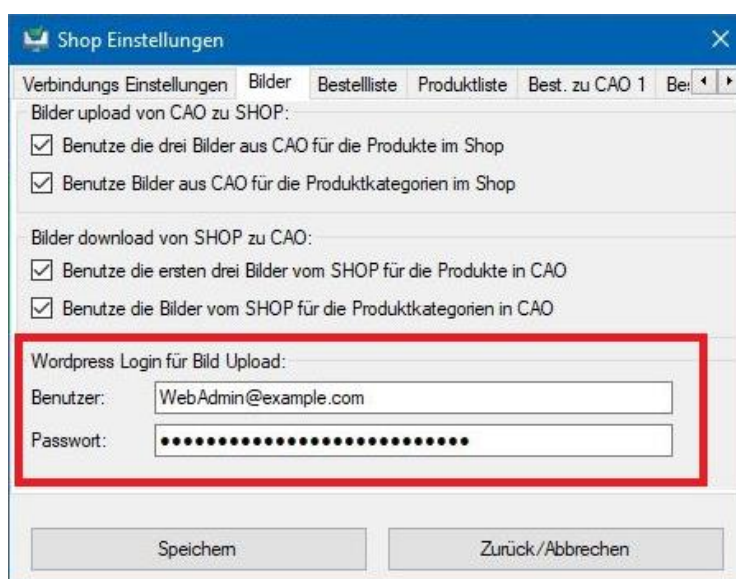 Shop Einstellungen
Verbindungs Einstellungen Bilder Bestellliste Produktliste Best. zu CAO 1
Bilder upload von CAO zu SHOP:
Benutze die drei Bilder aus CAO für die Produkte im Shop
Benutze Bilder aus CAO für die Produktkategorien im Shop
Bilder download von SHOP zu CAO:
Benutze die ersten drei Bilder vom SHOP für die Produkte in CAO
Benutze die Bilder vom SHOP für die Produktkategorien in CAO
Wordpress Login für Bild Upload:
Benutzer: WebAdmin@example.com
Passwort:
Speichern Zurück/Abbrechen